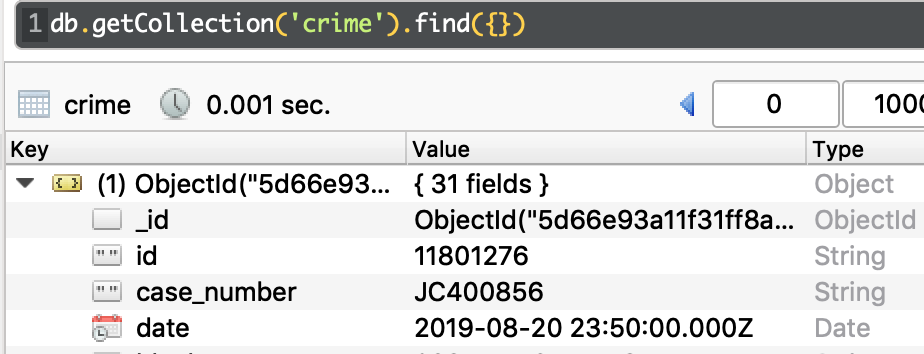 1 db.getCollection('crime').find({})
crime 0.001 sec. 0 1000
Key Value Type
(1) ObjectId("5d66e93... { 31 fields } Object
_id ObjectId("5d66e93a11f31ff8a... ObjectId
id 11801276 String
case_number JC400856 String
date 2019-08-20 23:50:00.000Z Date